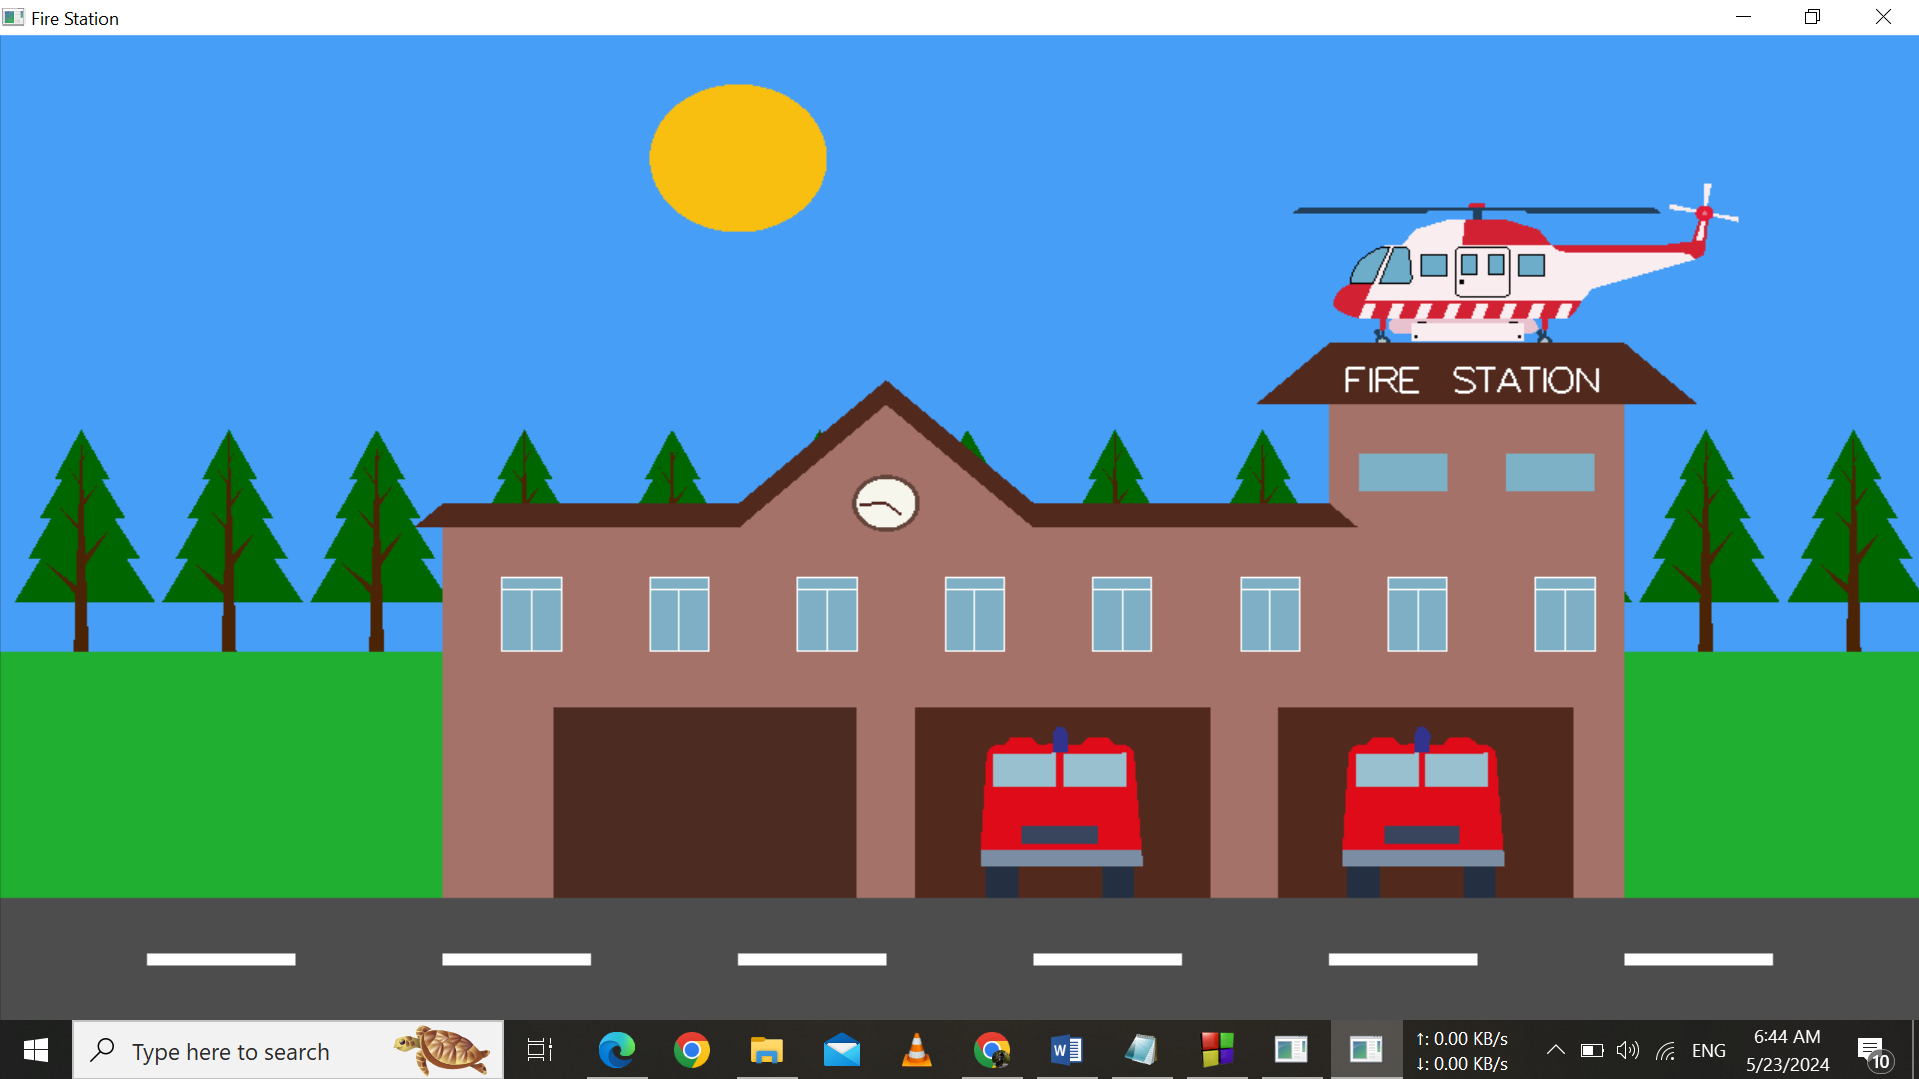 Fire Station
FIRE STATION
Type here to search
↑: 0.00 KB/s
↓: 0.00 KB/s
ENG
6:44 AM
5/23/2024
10